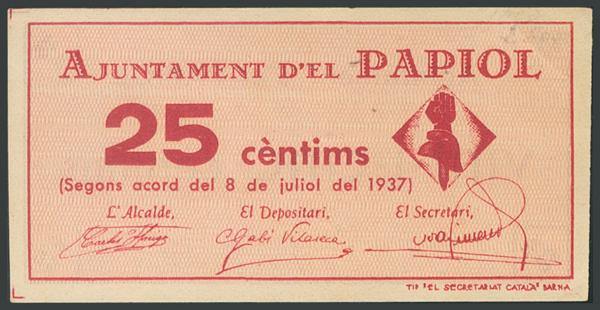 AJUNTAMENT D'EL PAPIOL
25 cèntims
(Segons acord del 8 de juliol del 1937)
L'Alcalde, El Depositari, El Secretari,
TIP "EL SECRETARIAT CATALÀ" BARNA.